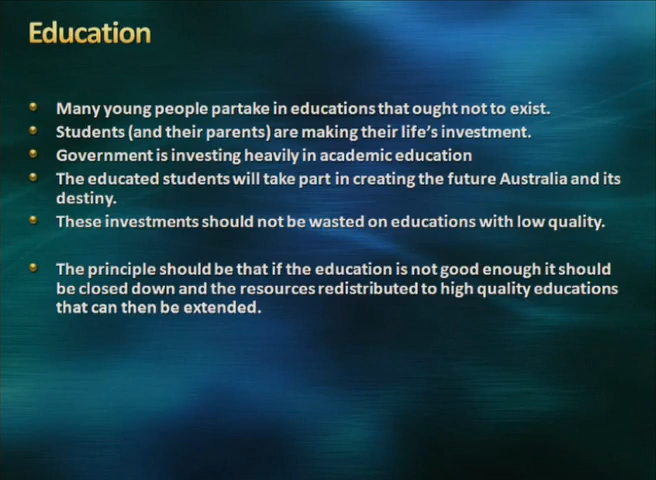 Education
Many young people partake in educations that ought not to exist.
Students (and their parents) are making their life's investment.
Government is investing heavily in academic education
The educated students will take part in creating the future Australia and its
destiny.
These investments should not be wasted on educations with low quality.
The principle should be that if the education is not good enough it should
be closed down and the resources redistributed to high quality educations
that can then be extended.